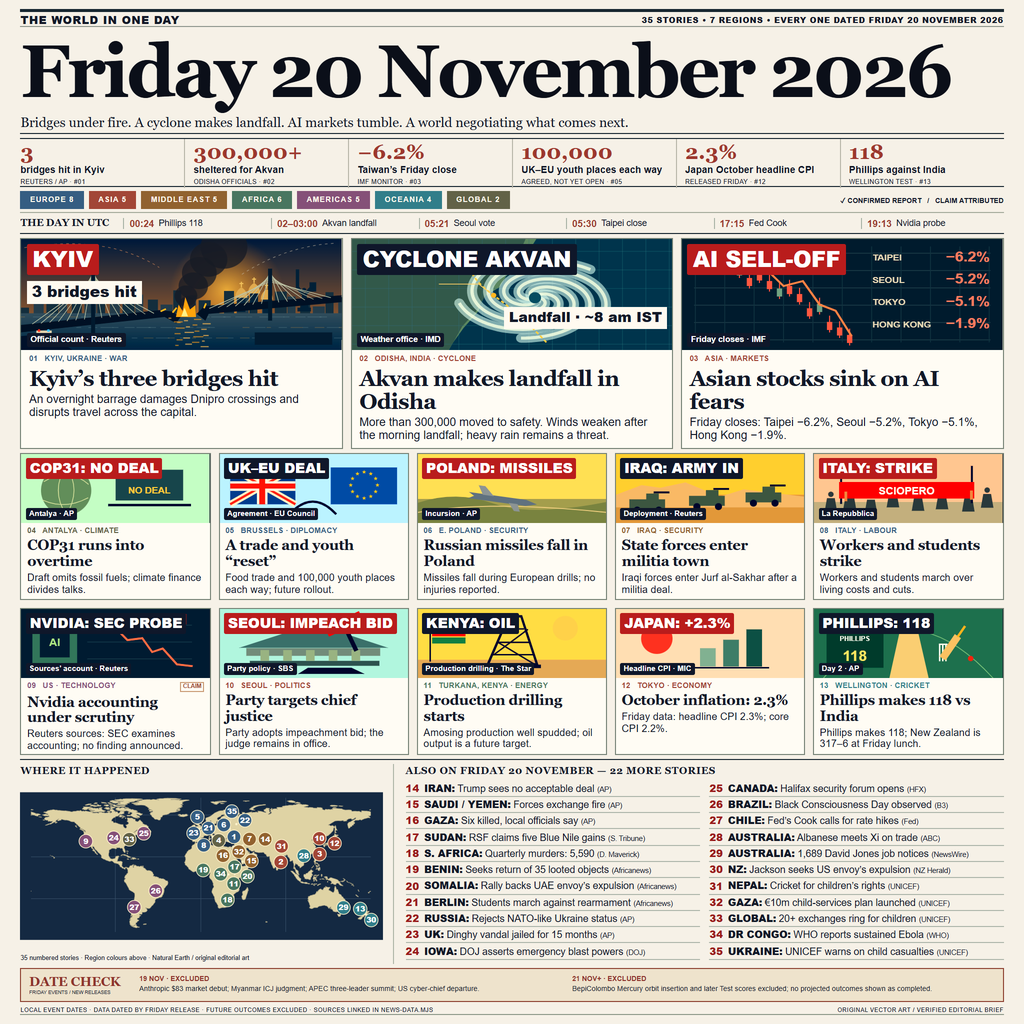 THE WORLD IN ONE DAY
35 STORIES • 7 REGIONS • EVERY ONE DATED FRIDAY 20 NOVEMBER 2026
Friday 20 November 2026
Bridges under fire. A cyclone makes landfall. AI markets tumble. A world negotiating what comes next.
3
bridges hit in Kyiv
REUTERS / AP · #01
300,000+
sheltered for Akvan
ODISHA OFFICIALS · #02
−6.2%
Taiwan's Friday close
IMF MONITOR · #03
100,000
UK–EU youth places each way
AGREED, NOT YET OPEN · #05
2.3%
Japan October headline CPI
RELEASED FRIDAY · #12
118
Phillips against India
WELLINGTON TEST · #13
EUROPE 8
ASIA 5
MIDDLE EAST 5
AFRICA 6
AMERICAS 5
OCEANIA 4
GLOBAL 2
✓ CONFIRMED REPORT / CLAIM ATTRIBUTED
THE DAY IN UTC
00:24 Phillips 118
02–03:00 Akvan landfall
05:21 Seoul vote
05:30 Taipei close
17:15 Fed Cook
19:13 Nvidia probe
KYIV
3 bridges hit
Official count · Reuters
01 KYIV, UKRAINE · WAR
Kyiv's three bridges hit
An overnight barrage damages Dnipro crossings and
disrupts travel across the capital.
CYCLONE AKVAN
Landfall · ~8 am IST
Weather office · IMD
02 ODISHA, INDIA · CYCLONE
Akvan makes landfall in
Odisha
More than 300,000 moved to safety. Winds weaken after
the morning landfall; heavy rain remains a threat.
AI SELL-OFF
TAIPEI −6.2%
SEOUL −5.2%
TOKYO −5.1%
HONG KONG −1.9%
Friday closes · IMF
03 ASIA · MARKETS
Asian stocks sink on AI
fears
Friday closes: Taipei −6.2%, Seoul −5.2%, Tokyo −5.1%,
Hong Kong −1.9%.
COP31: NO DEAL
NO DEAL
Antalya · AP
04 ANTALYA · CLIMATE
COP31 runs into
overtime
Draft omits fossil fuels; climate finance
divides talks.
UK–EU DEAL
Agreement · EU Council
05 BRUSSELS · DIPLOMACY
A trade and youth
“reset”
Food trade and 100,000 youth places
each way; future rollout.
POLAND: MISSILES
Incursion · AP
06 E. POLAND · SECURITY
Russian missiles fall in
Poland
Missiles fall during European drills; no
injuries reported.
IRAQ: ARMY IN
Deployment · Reuters
07 IRAQ · SECURITY
State forces enter
militia town
Iraqi forces enter Jurf al-Sakhar after a
militia deal.
ITALY: STRIKE
SCIOPERO
La Repubblica
08 ITALY · LABOUR
Workers and students
strike
Workers and students march over
living costs and cuts.
NVIDIA: SEC PROBE
AI
Sources' account · Reuters
09 US · TECHNOLOGY
CLAIM
Nvidia accounting
under scrutiny
Reuters sources: SEC examines
accounting; no finding announced.
SEOUL: IMPEACH BID
Party policy · SBS
10 SEOUL · POLITICS
Party targets chief
justice
Party adopts impeachment bid; the
judge remains in office.
KENYA: OIL
Production drilling · The Star
11 TURKANA, KENYA · ENERGY
Production drilling
starts
Amosing production well spudded; oil
output is a future target.
JAPAN: +2.3%
Headline CPI · MIC
12 TOKYO · ECONOMY
October inflation: 2.3%
Friday data: headline CPI 2.3%; core
CPI 2.2%.
PHILLIPS: 118
PHILLIPS
118
Day 2 · AP
13 WELLINGTON · CRICKET
Phillips makes 118 vs
India
Phillips makes 118; New Zealand is
317–6 at Friday lunch.
WHERE IT HAPPENED
35 numbered stories · Region colours above · Natural Earth / original editorial art
ALSO ON FRIDAY 20 NOVEMBER — 22 MORE STORIES
14 IRAN: Trump sees no acceptable deal (AP)
15 SAUDI / YEMEN: Forces exchange fire (AP)
16 GAZA: Six killed, local officials say (AP)
17 SUDAN: RSF claims five Blue Nile gains (S. Tribune)
18 S. AFRICA: Quarterly murders: 5,590 (D. Maverick)
19 BENIN: Seeks return of 35 looted objects (Africanews)
20 SOMALIA: Rally backs UAE envoy's expulsion (Africanews)
21 BERLIN: Students march against rearmament (Africanews)
22 RUSSIA: Rejects NATO-like Ukraine status (AP)
23 UK: Dinghy vandal jailed for 15 months (AP)
24 IOWA: DOJ asserts emergency blast powers (DOJ)
25 CANADA: Halifax security forum opens (HFX)
26 BRAZIL: Black Consciousness Day observed (B3)
27 CHILE: Fed's Cook calls for rate hikes (Fed)
28 AUSTRALIA: Albanese meets Xi on trade (ABC)
29 AUSTRALIA: 1,689 David Jones job notices (NewsWire)
30 NZ: Jackson seeks US envoy's expulsion (NZ Herald)
31 NEPAL: Cricket for children's rights (UNICEF)
32 GAZA: €10m child-services plan launched (UNICEF)
33 GLOBAL: 20+ exchanges ring for children (UNICEF)
34 DR CONGO: WHO reports sustained Ebola (WHO)
35 UKRAINE: UNICEF warns on child casualties (UNICEF)
DATE CHECK
FRIDAY EVENTS / NEW RELEASES
19 NOV · EXCLUDED
Anthropic $83 market debut; Myanmar ICJ judgment; APEC three-leader summit; US cyber-chief departure.
21 NOV+ · EXCLUDED
BepiColombo Mercury orbit insertion and later Test scores excluded; no projected outcomes shown as completed.
LOCAL EVENT DATES · DATA DATED BY FRIDAY RELEASE · FUTURE OUTCOMES EXCLUDED · SOURCES LINKED IN NEWS-DATA.MJS
ORIGINAL VECTOR ART / VERIFIED EDITORIAL BRIEF